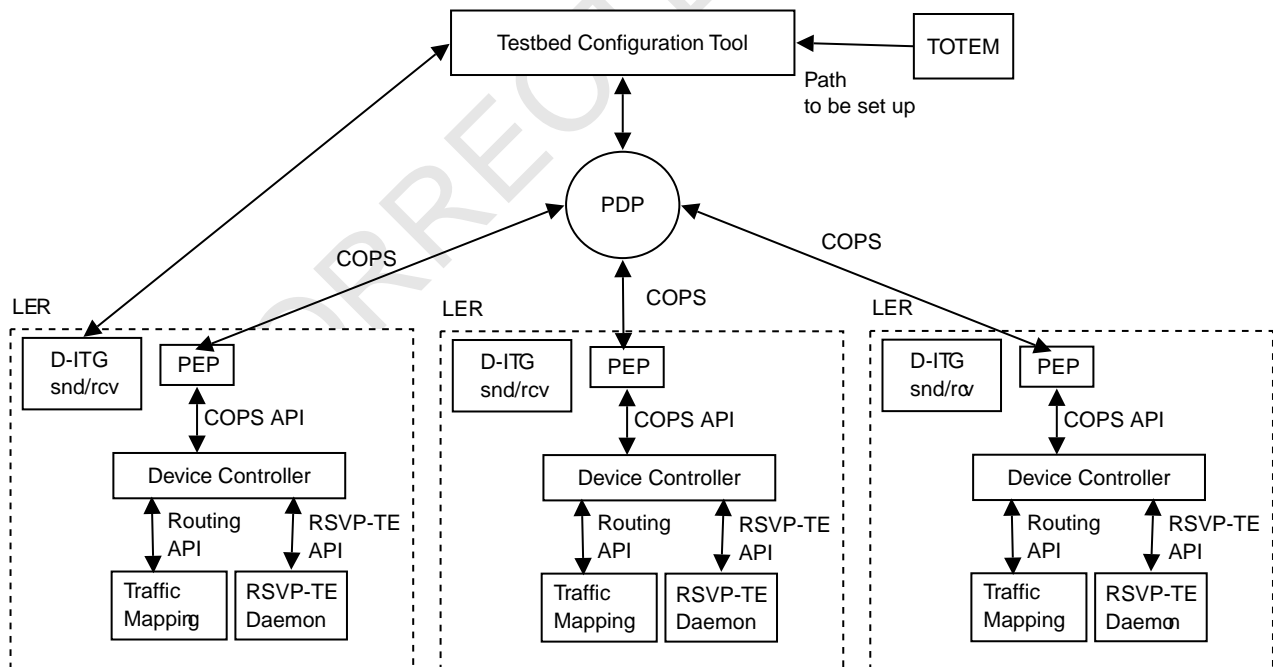 Testbed Configuration Tool
TOTEM
Path
to be set up
PDP
COPS
COPS
COPS
LER
D-ITG
snd/rcv
PEP
COPS API
Device Controller
Routing
API
RSVP-TE
API
Traffic
Mapping
RSVP-TE
Daemon
LER
D-ITG
snd/rcv
PEP
COPS API
Device Controller
Routing
API
RSVP-TE
API
Traffic
Mapping
RSVP-TE
Daemon
LER
D-ITG
snd/rcv
PEP
COPS API
Device Controller
Routing
API
RSVP-TE
API
Traffic
Mapping
RSVP-TE
Daemon
ORRECTE